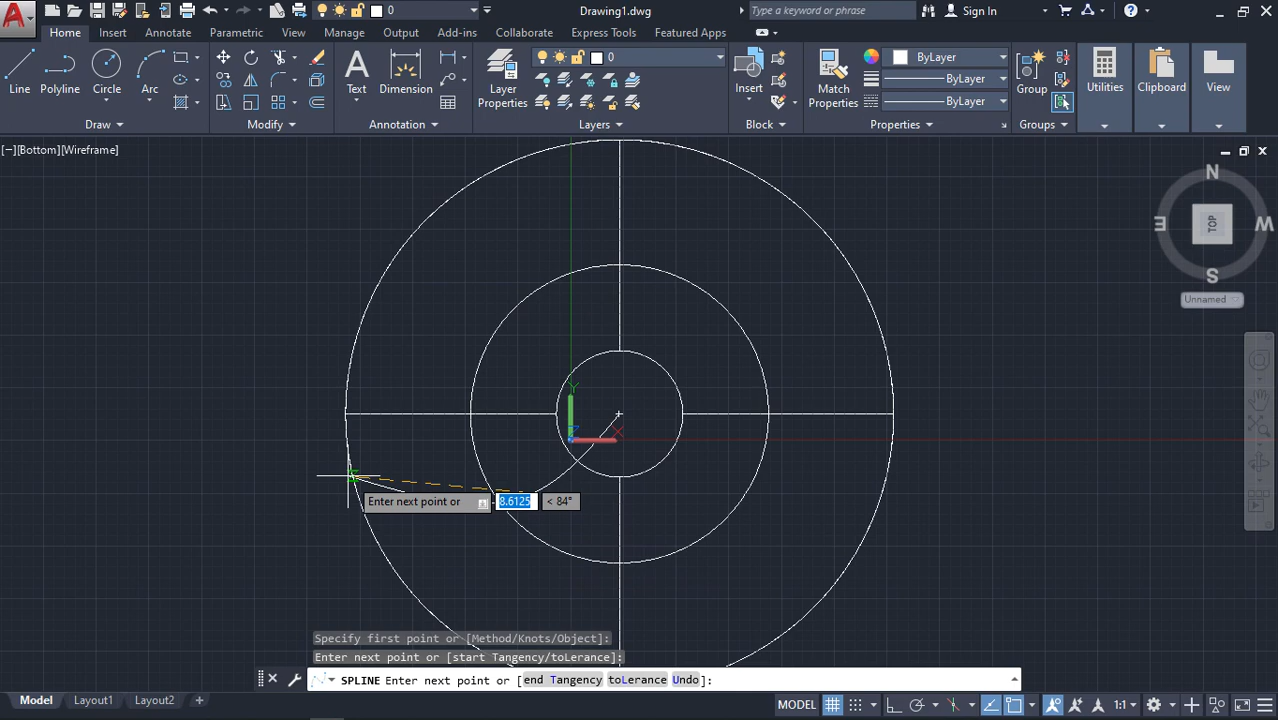 A 0 Drawing1.dwg Type a keyword or phrase Sign In
Home Insert Annotate Parametric View Manage Output Add-ins Collaborate Express Tools Featured Apps
Line Polyline Circle Arc
A Text Dimension
Layer Properties
0
Insert
Match Properties
ByLayer
ByLayer
ByLayer
Group
Utilities Clipboard View
Draw Modify Annotation Layers Block Properties Groups
[−][Bottom][Wireframe]
N
E TOP W
S
Unnamed
Y
Z X
Enter next point or 8.6125 < 84°
Specify first point or [Method/Knots/Object]:
Enter next point or [start Tangency/toLerance]:
SPLINE Enter next point or [end Tangency toLerance Undo]:
Model Layout1 Layout2 + MODEL 1:1